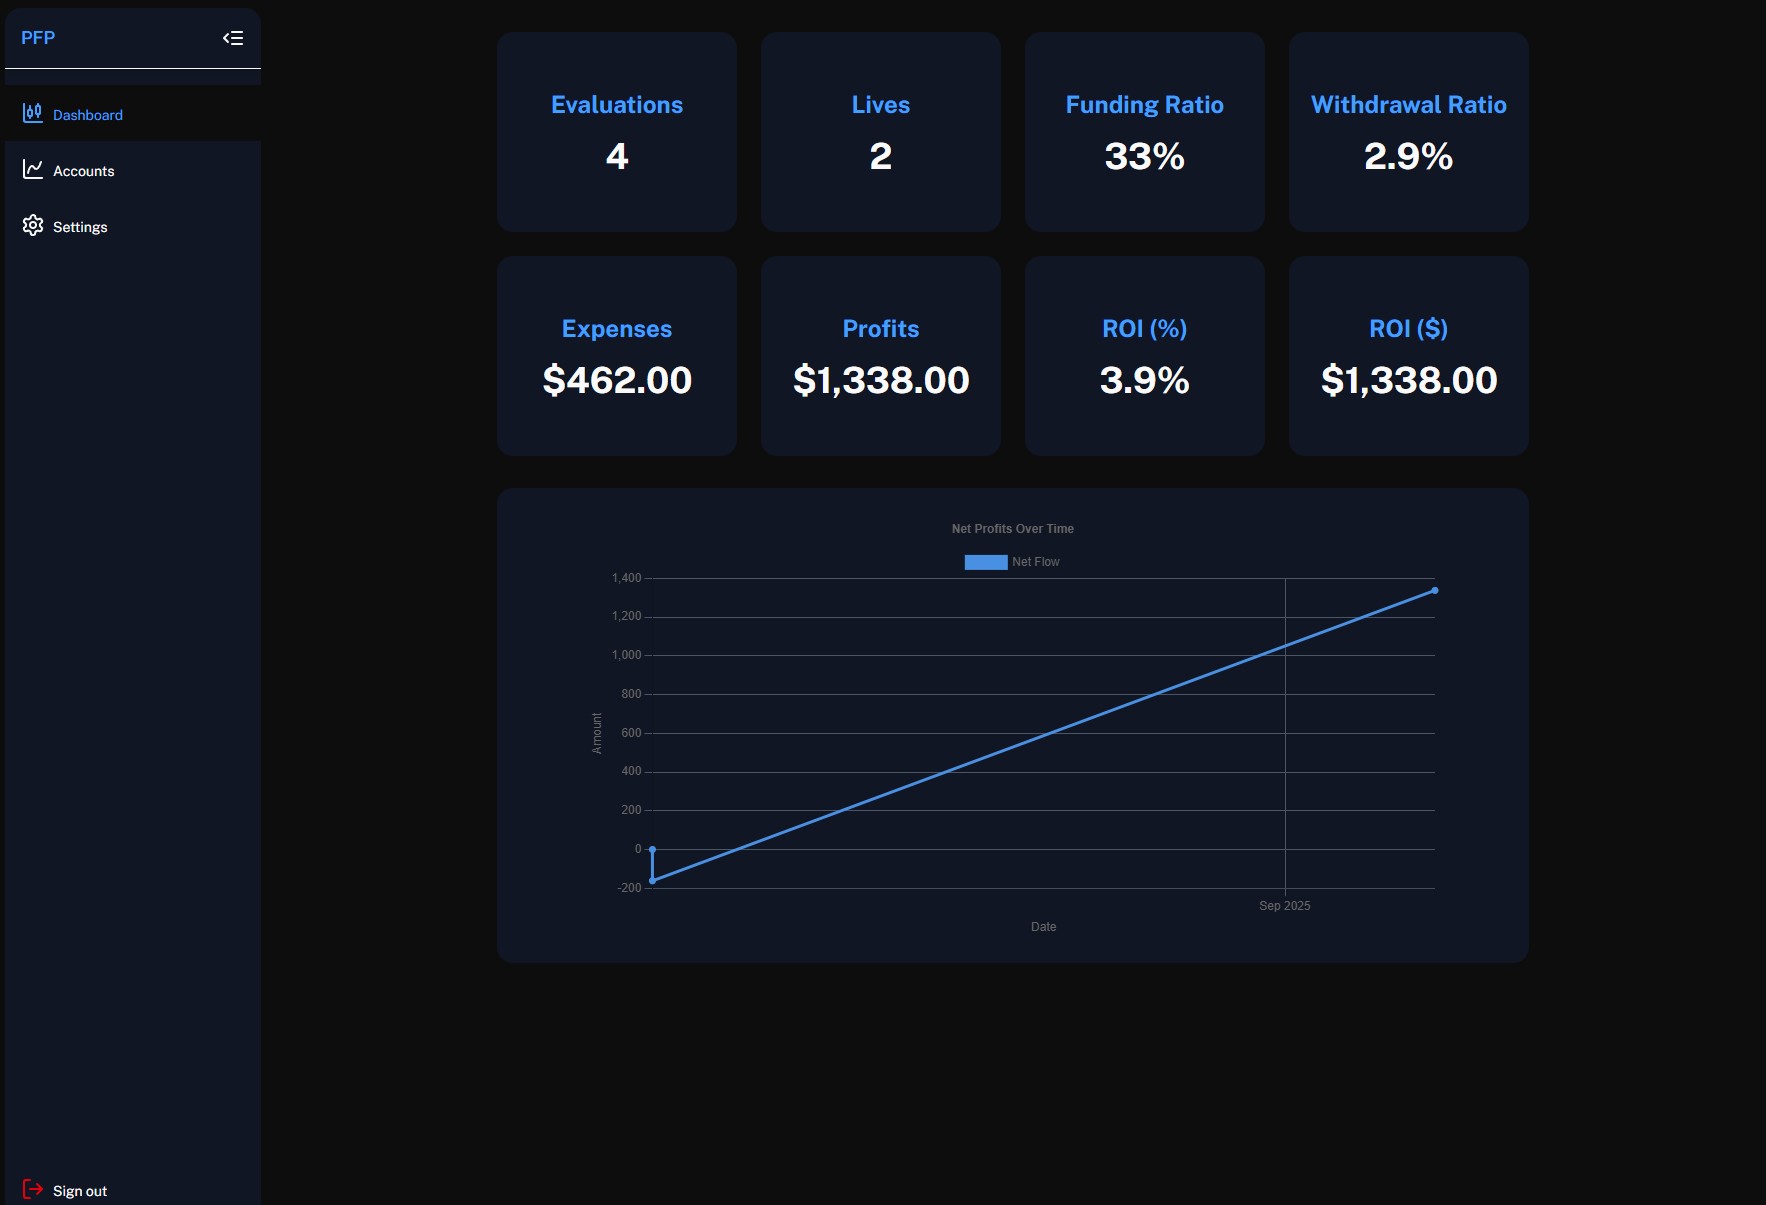 PFP
Dashboard
Accounts
Settings
Sign out
Evaluations
4
Lives
2
Funding Ratio
33%
Withdrawal Ratio
2.9%
Expenses
$462.00
Profits
$1,338.00
ROI (%)
3.9%
ROI ($)
$1,338.00
Net Profits Over Time
Net Flow
1,400
1,200
1,000
800
600
400
200
0
-200
Amount
Sep 2025
Date